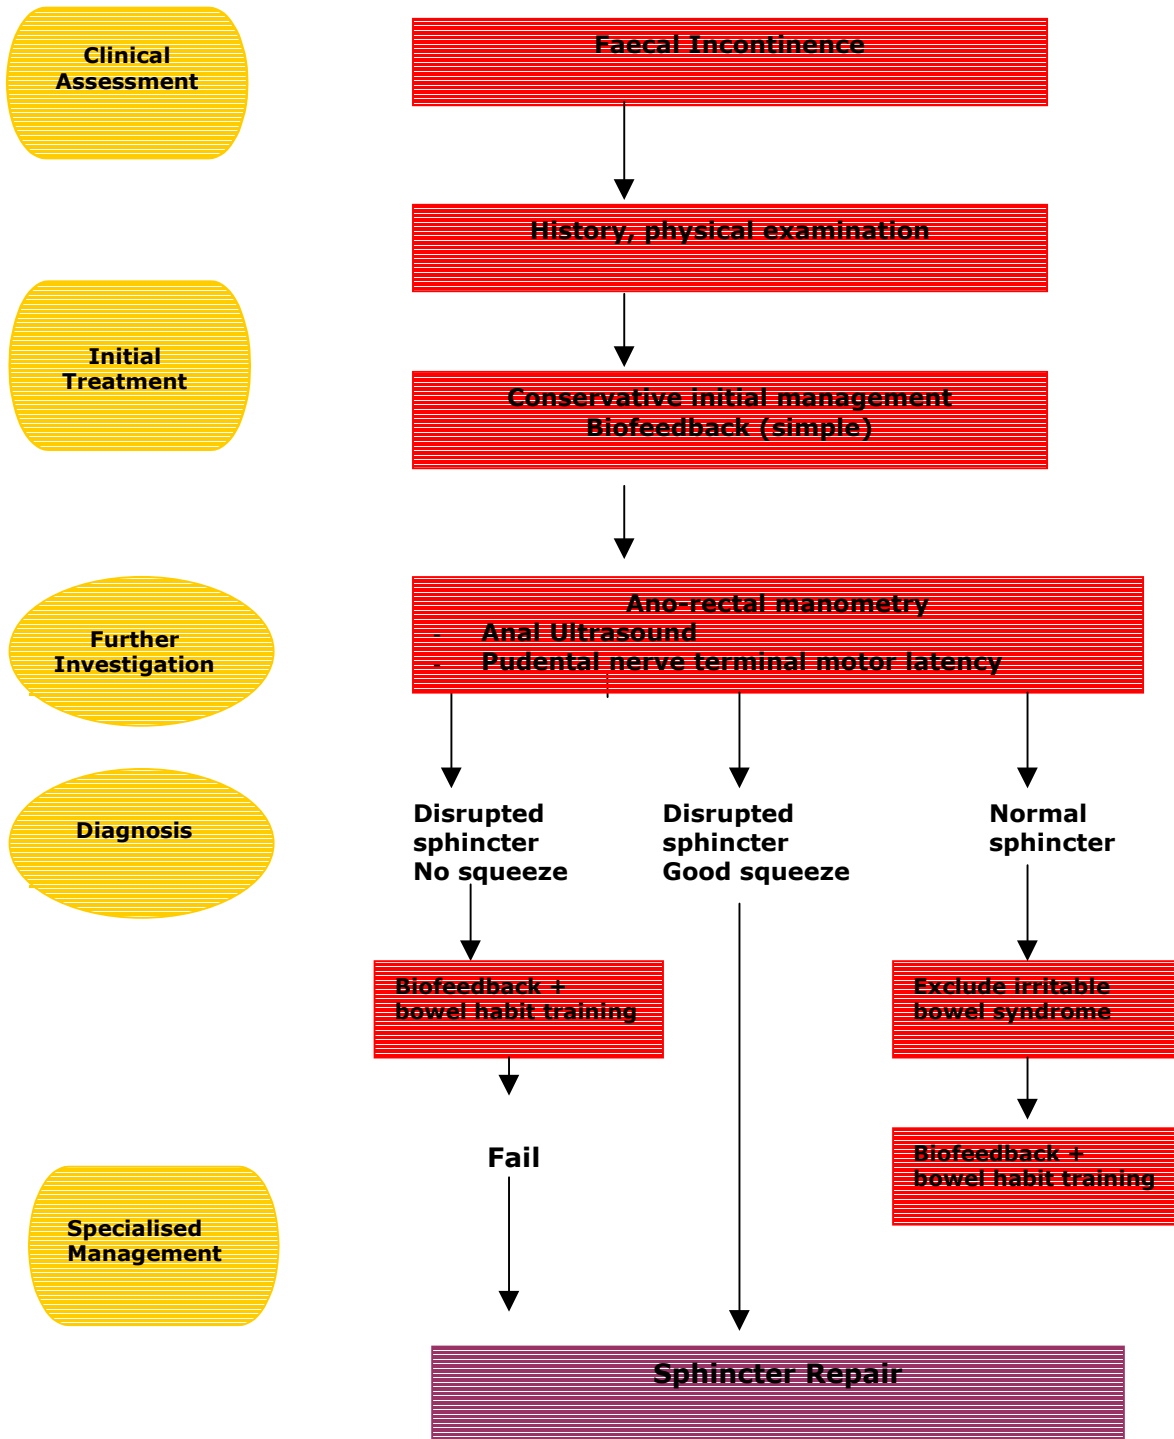 Clinical
Assessment
Faecal Incontinence
History, physical examination
Initial
Treatment
Conservative initial management
Biofeedback (simple)
Further
Investigation
Ano-rectal manometry
- Anal Ultrasound
- Pudental nerve terminal motor latency
Diagnosis
Disrupted
sphincter
No squeeze
Disrupted
sphincter
Good squeeze
Normal
sphincter
Biofeedback +
bowel habit training
Exclude irritable
bowel syndrome
Fail
Biofeedback +
bowel habit training
Specialised
Management
Sphincter Repair